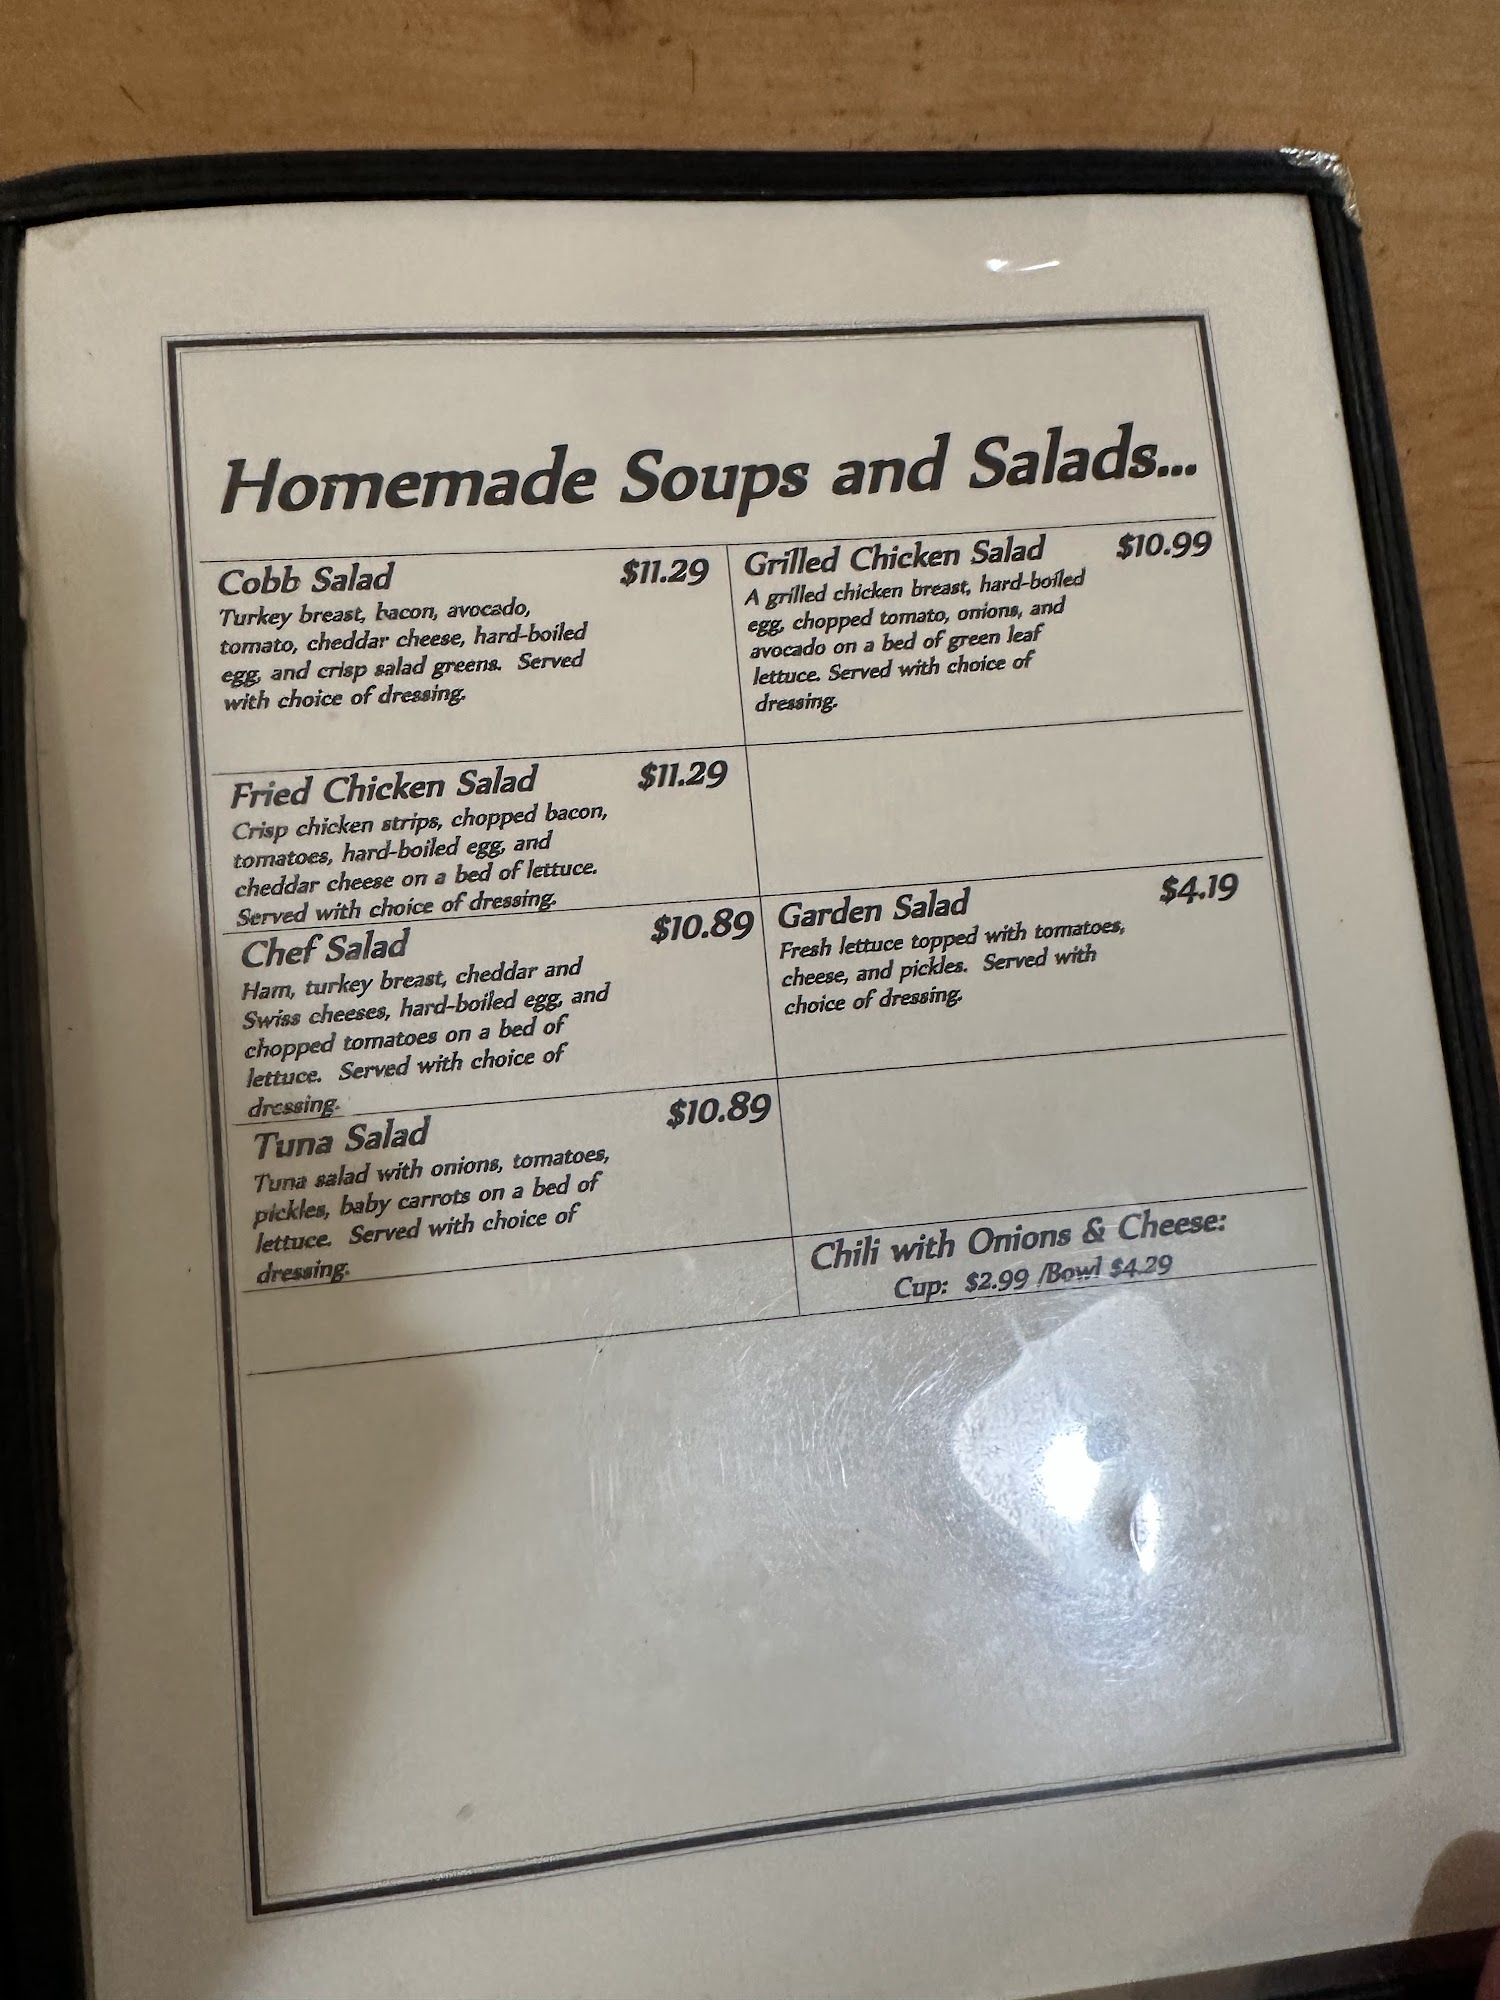 Homemade Soups and Salads...
Cobb Salad $11.29
Turkey breast, bacon, avocado,
tomato, cheddar cheese, hard-boiled
egg, and crisp salad greens. Served
with choice of dressing.
Grilled Chicken Salad $10.99
A grilled chicken breast, hard-boiled
egg, chopped tomato, onions, and
avocado on a bed of green leaf
lettuce. Served with choice of
dressing.
Fried Chicken Salad $11.29
Crisp chicken strips, chopped bacon,
tomatoes, hard-boiled egg, and
cheddar cheese on a bed of lettuce.
Served with choice of dressing.
Chef Salad $10.89
Ham, turkey breast, cheddar and
Swiss cheeses, hard-boiled egg, and
chopped tomatoes on a bed of
lettuce. Served with choice of
dressing.
Garden Salad $4.19
Fresh lettuce topped with tomatoes,
cheese, and pickles. Served with
choice of dressing.
Tuna Salad $10.89
Tuna salad with onions, tomatoes,
pickles, baby carrots on a bed of
lettuce. Served with choice of
dressing.
Chili with Onions & Cheese:
Cup: $2.99 /Bowl $4.29